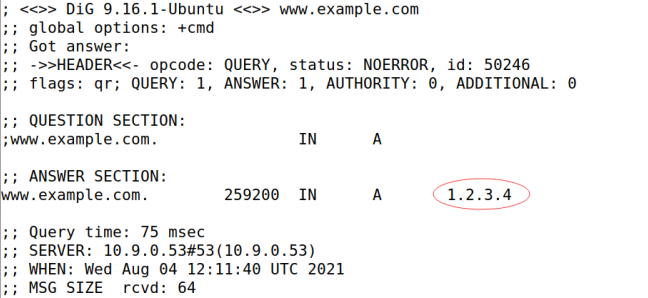 ; <<>> DiG 9.16.1-Ubuntu <<>> www.example.com
;; global options: +cmd
;; Got answer:
;; ->>HEADER<<- opcode: QUERY, status: NOERROR, id: 50246
;; flags: qr; QUERY: 1, ANSWER: 1, AUTHORITY: 0, ADDITIONAL: 0

;; QUESTION SECTION:
;www.example.com.		IN	A

;; ANSWER SECTION:
www.example.com.	259200	IN	A	1.2.3.4

;; Query time: 75 msec
;; SERVER: 10.9.0.53#53(10.9.0.53)
;; WHEN: Wed Aug 04 12:11:40 UTC 2021
;; MSG SIZE  rcvd: 64